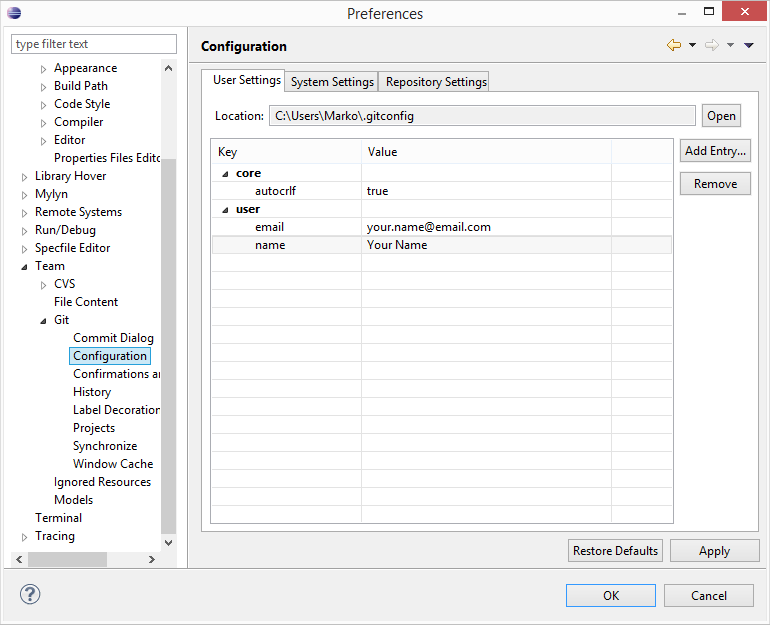 Preferences
type filter text
Appearance
Build Path
Code Style
Compiler
Editor
Properties Files Edito
Library Hover
Mylyn
Remote Systems
Run/Debug
Specfile Editor
Team
CVS
File Content
Git
Commit Dialog
Configuration
Confirmations a
History
Label Decoration
Projects
Synchronize
Window Cache
Ignored Resources
Models
Terminal
Tracing
Configuration
User Settings System Settings Repository Settings
Location: C:\Users\Marko\.gitconfig Open
Key Value
core
autocrlf true
user
email your.name@email.com
name Your Name
Add Entry...
Remove
Restore Defaults Apply
? OK Cancel